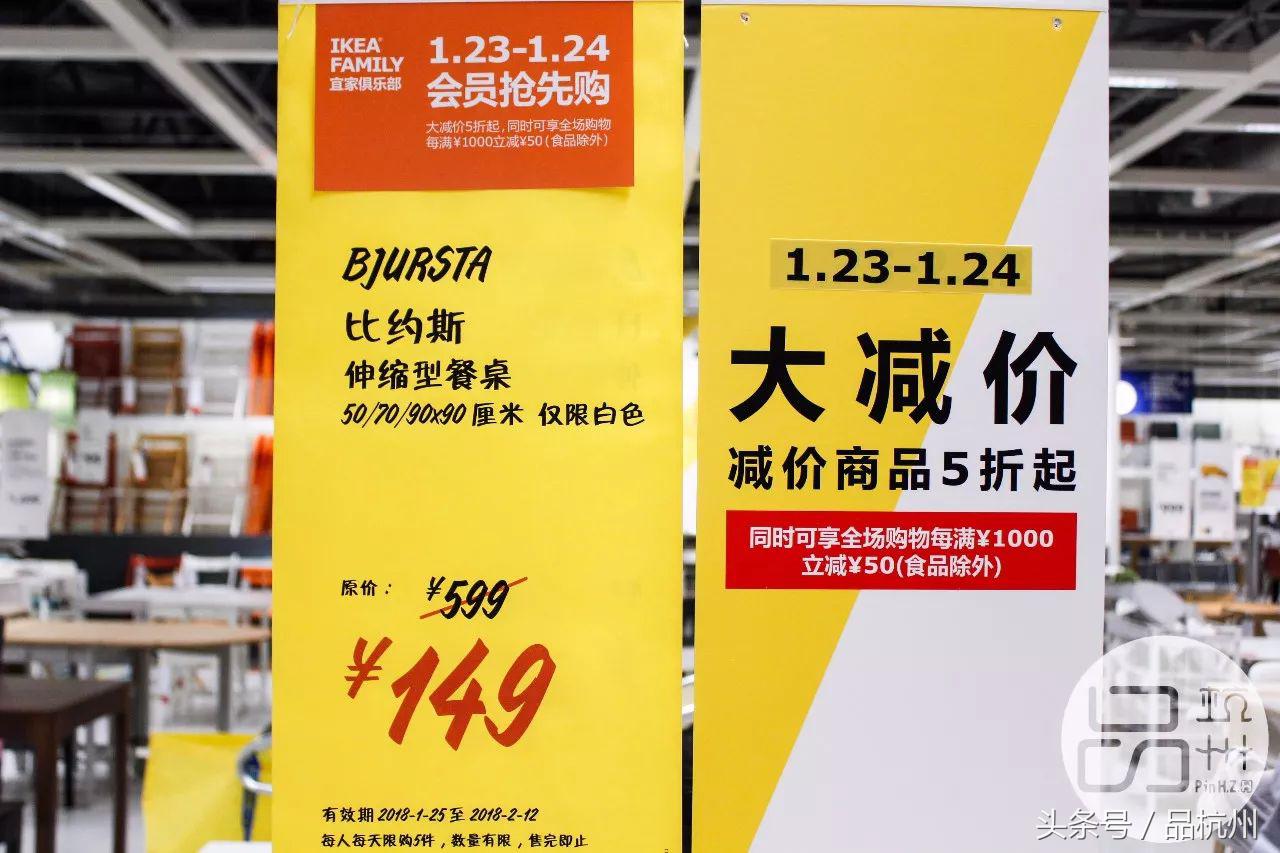 IKEA
FAMILY
宜家俱乐部
1.23-1.24
会员抢先购
大减价5折起,同时可享全场购物
每满¥1000立减¥50(食品除外)
BJURSTA
比约斯
伸缩型餐桌
50/70/90x90 厘米 仅限白色
原价：
¥599
¥149
有效期 2018-1-25 至 2018-2-12
每人每天限购5件，数量有限，售完即止
1.23-1.24
大减价
减价商品5折起
同时可享全场购物每满¥1000
立减¥50(食品除外)
头条号 / 品杭州